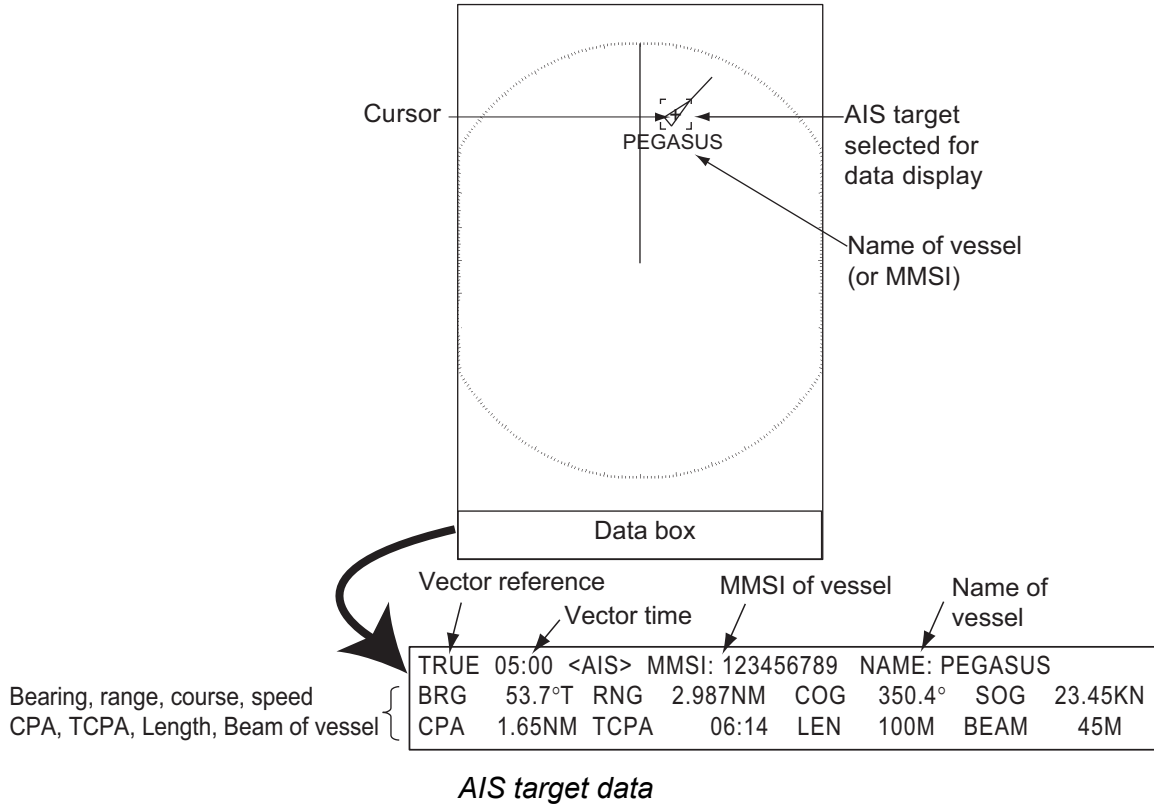 Cursor
AIS target
selected for
data display
PEGASUS
Name of vessel
(or MMSI)
Data box
Vector reference
Vector time
MMSI of vessel
Name of
vessel
TRUE 05:00 <AIS> MMSI: 123456789 NAME: PEGASUS
Bearing, range, course, speed
BRG 53.7°T RNG 2.987NM COG 350.4° SOG 23.45KN
CPA, TCPA, Length, Beam of vessel
CPA 1.65NM TCPA 06:14 LEN 100M BEAM 45M
AIS target data